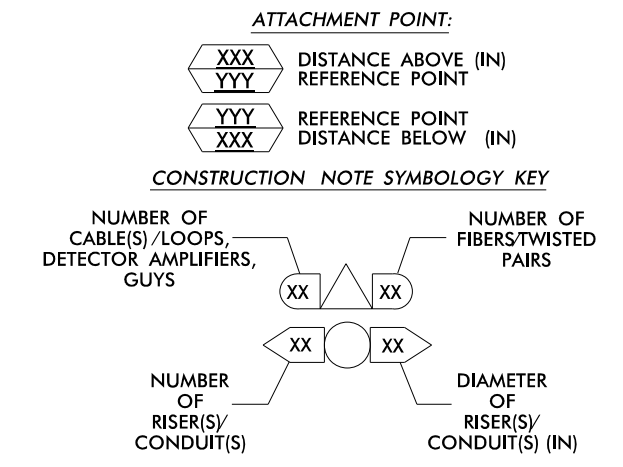 ATTACHMENT POINT:
XXX DISTANCE ABOVE (IN)
YYY REFERENCE POINT
YYY REFERENCE POINT
XXX DISTANCE BELOW (IN)
CONSTRUCTION NOTE SYMBOLOGY KEY
NUMBER OF
CABLE(S)/LOOPS,
DETECTOR AMPLIFIERS,
GUYS
NUMBER OF
FIBERS/TWISTED
PAIRS
XX XX
XX XX
NUMBER
OF
RISER(S)/
CONDUIT(S)
DIAMETER
OF
RISER(S)/
CONDUIT(S) (IN)